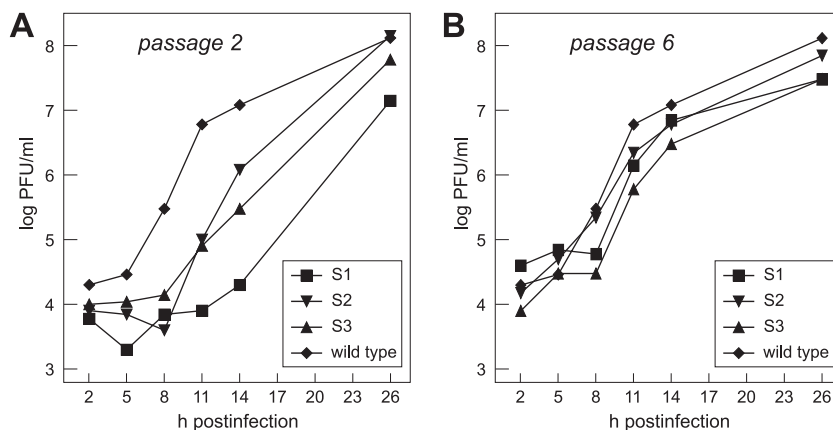 A
passage 2
8
7
6
5
4
3
log PFU/ml
2 5 8 11 14 17 20 23 26
h postinfection
S1
S2
S3
wild type
B
passage 6
8
7
6
5
4
3
log PFU/ml
2 5 8 11 14 17 20 23 26
h postinfection
S1
S2
S3
wild type